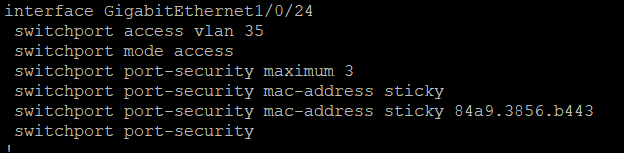 interface GigabitEthernet1/0/24
switchport access vlan 35
switchport mode access
switchport port-security maximum 3
switchport port-security mac-address sticky
switchport port-security mac-address sticky 84a9.3856.b443
switchport port-security
!